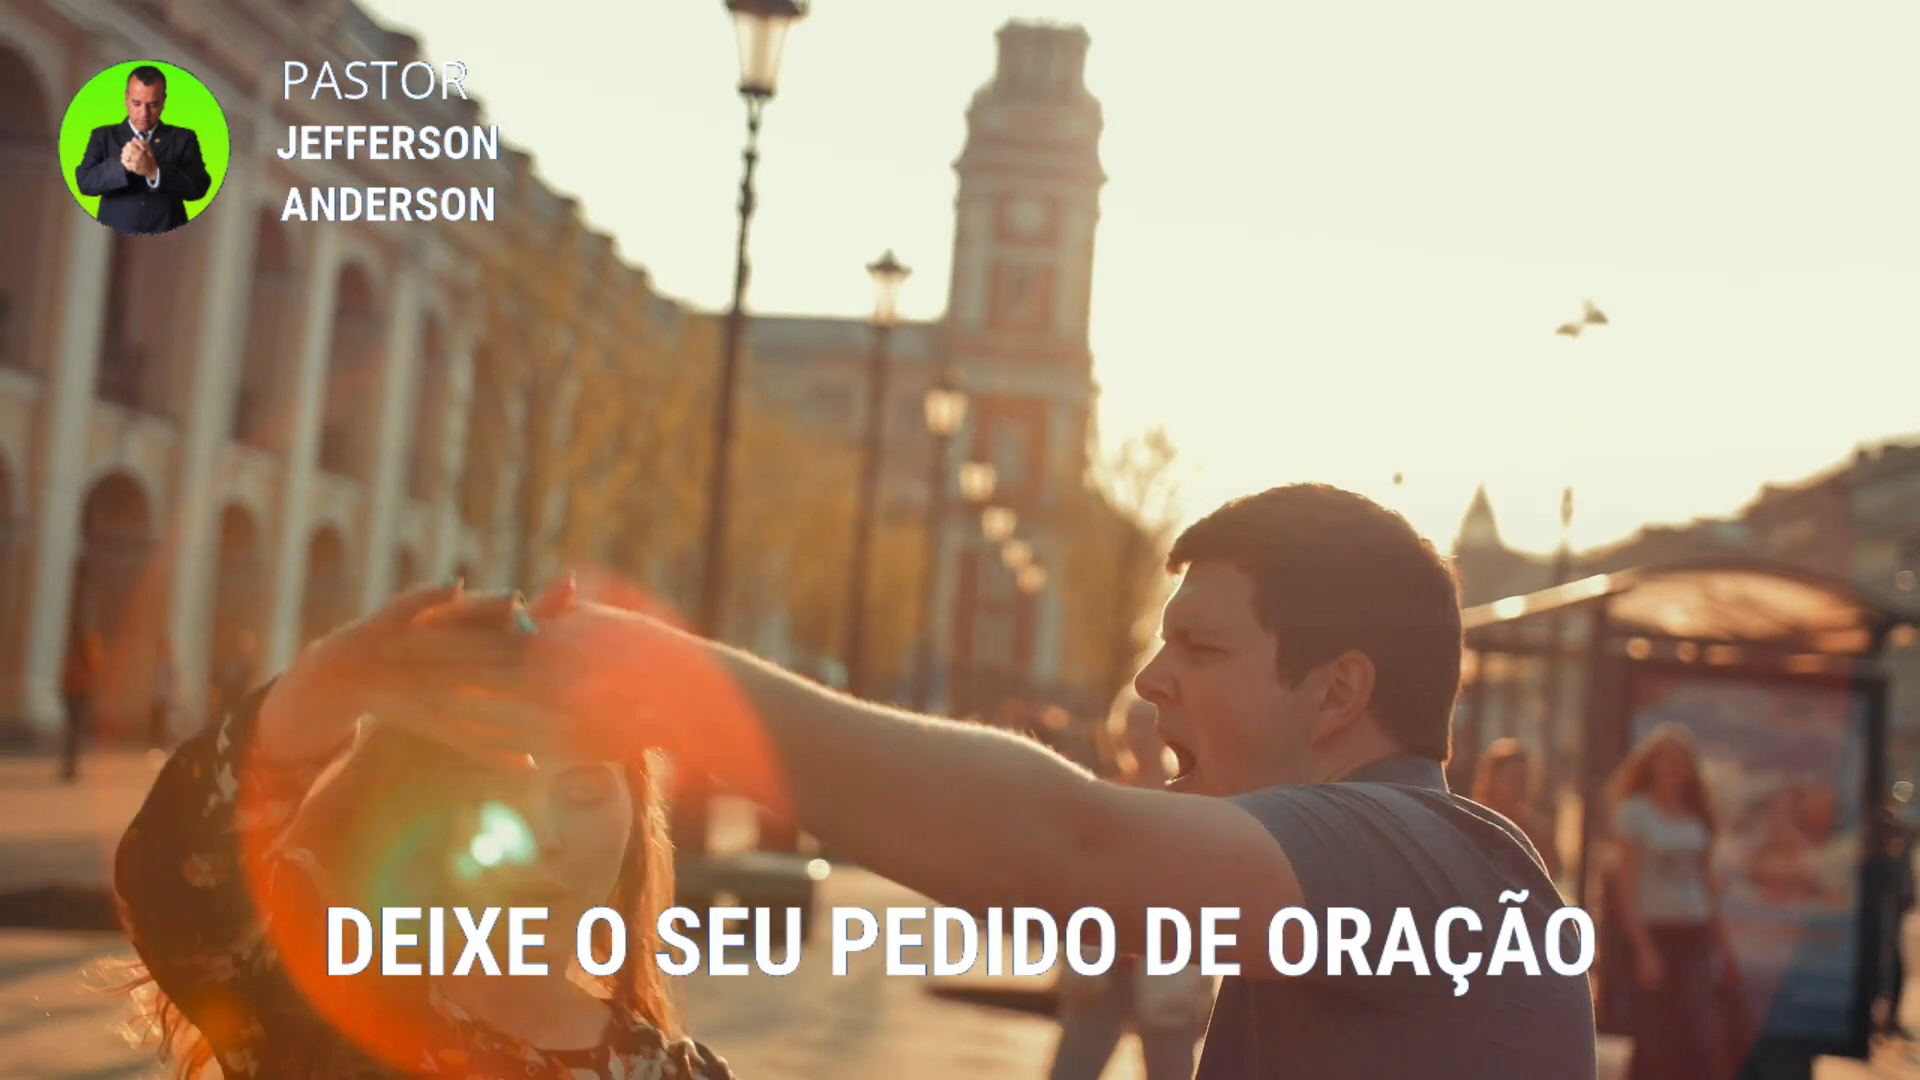 PASTOR
JEFFERSON
ANDERSON
DEIXE O SEU PEDIDO DE ORAÇÃO